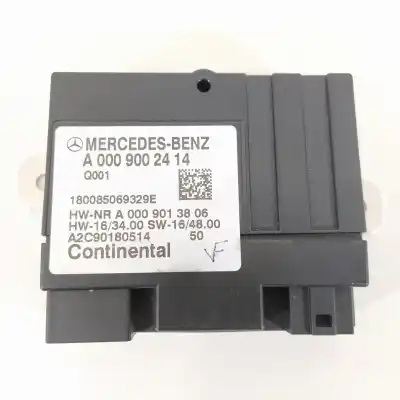 MERCEDES-BENZ
A 000 900 24 14
Q001
180085069329E
HW-NR A 000 901 38 06
HW-16/34.00 SW-16/48.00
A2C90180514 50
Continental
VF